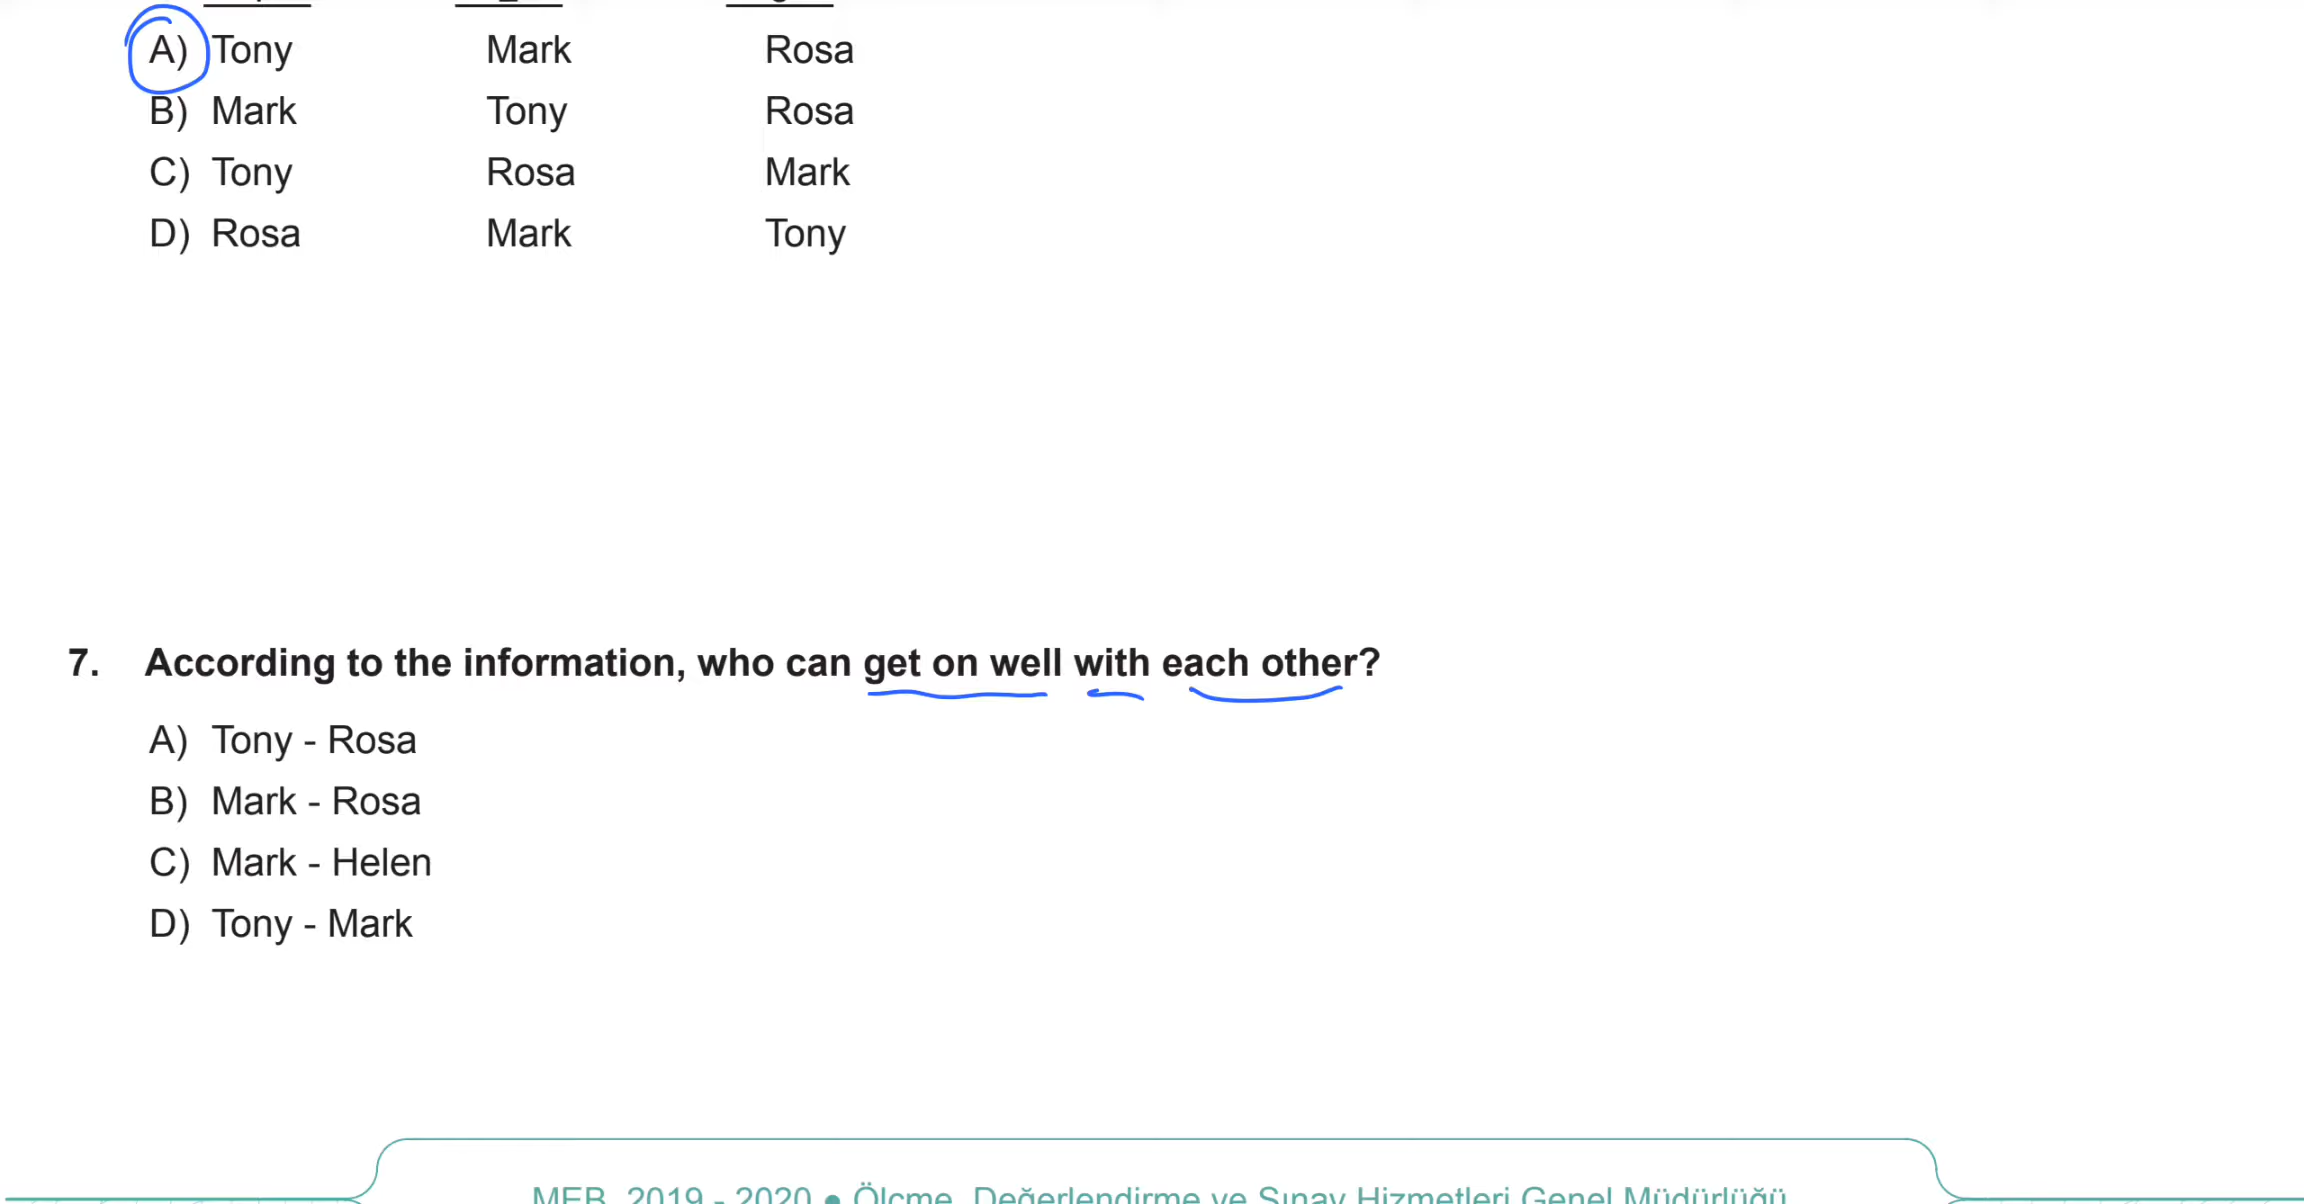 A) Tony Mark Rosa
B) Mark Tony Rosa
C) Tony Rosa Mark
D) Rosa Mark Tony
7. According to the information, who can get on well with each other?
A) Tony - Rosa
B) Mark - Rosa
C) Mark - Helen
D) Tony - Mark
MEB 2019 - 2020 • Ölçme, Değerlendirme ve Sınav Hizmetleri Genel Müdürlüğü